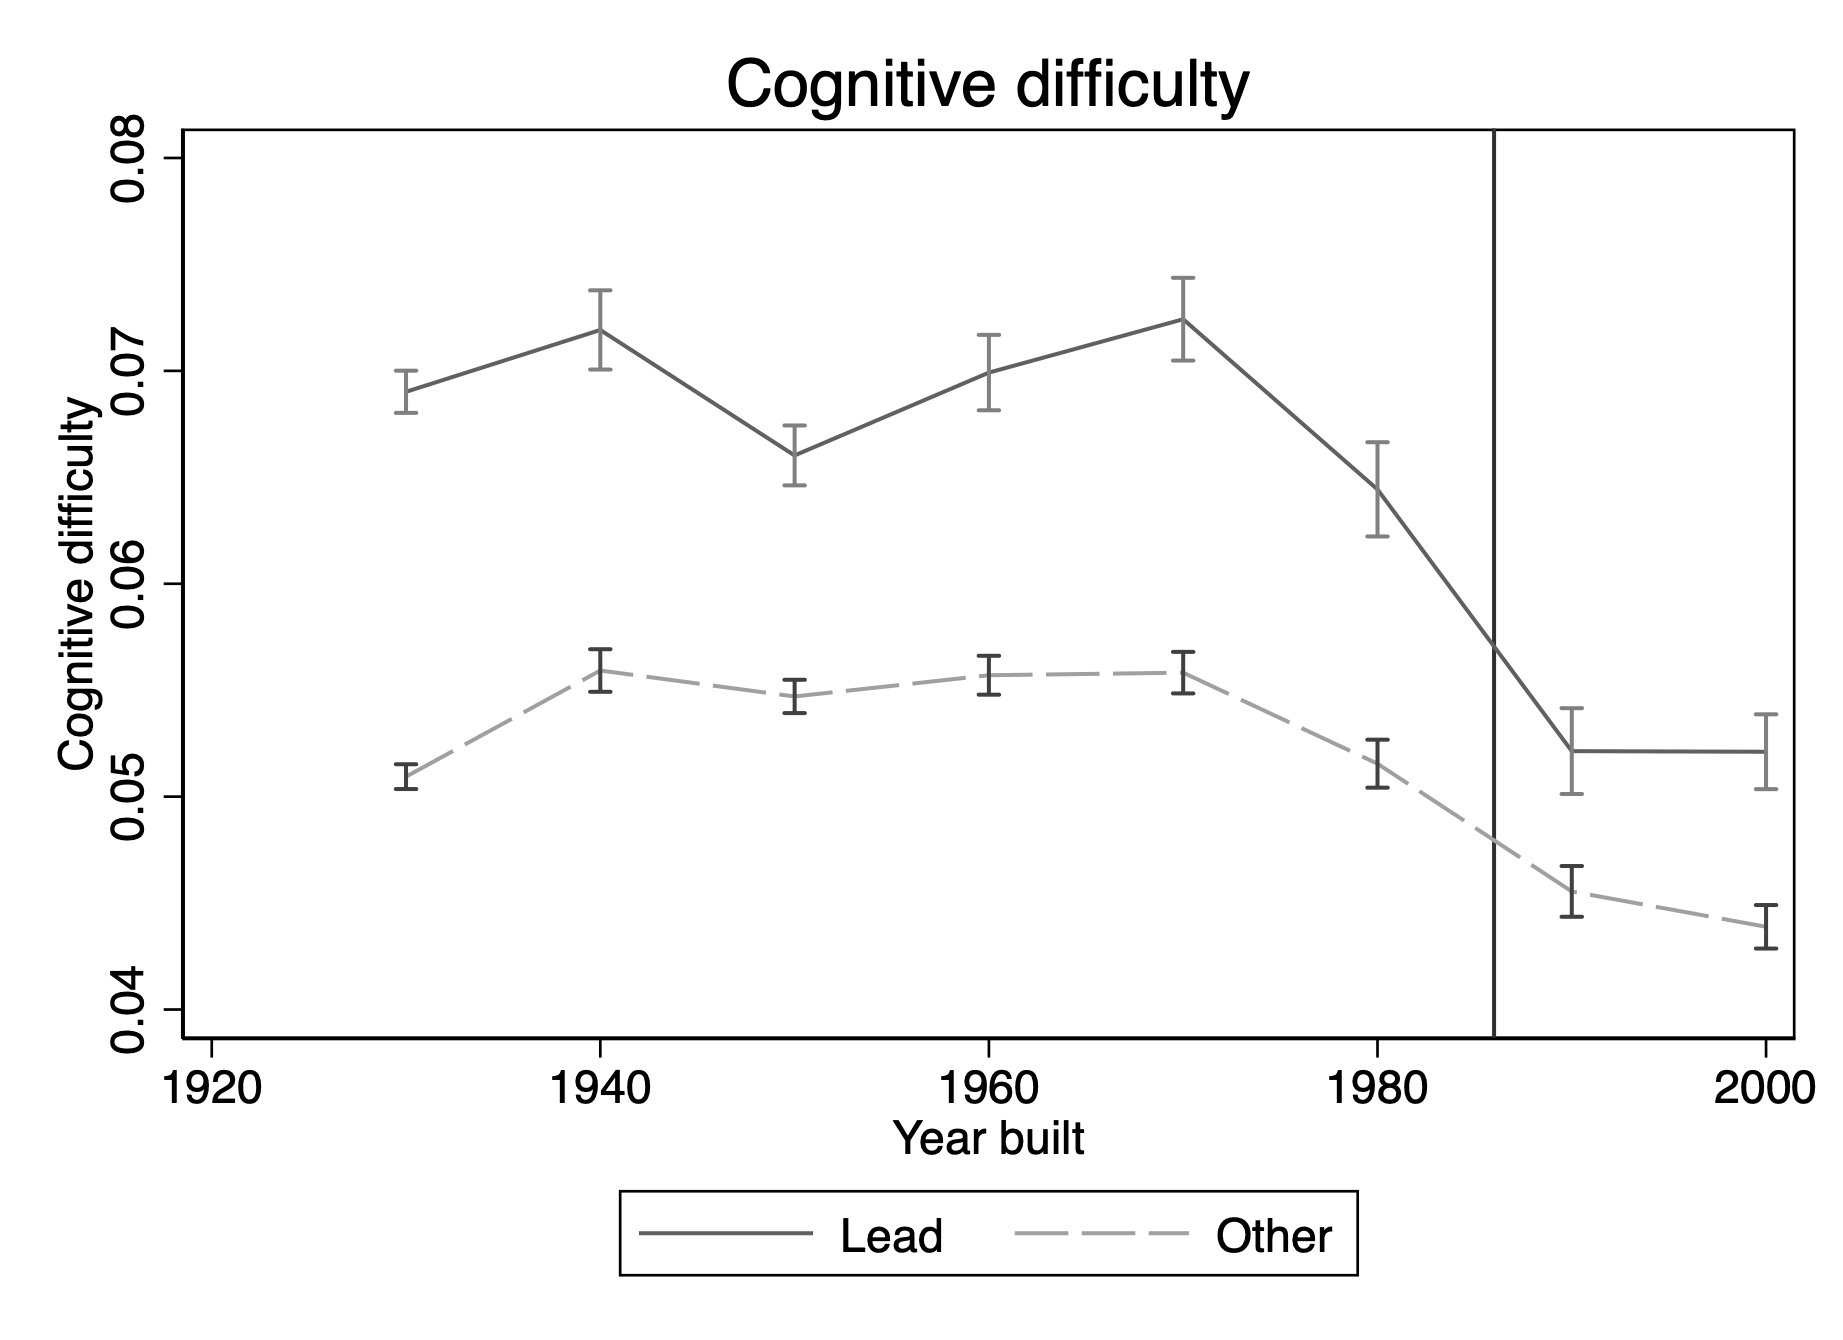 Cognitive difficulty
Cognitive difficulty
0.08
0.07
0.06
0.05
0.04
1920 1940 1960 1980 2000
Year built
Lead Other